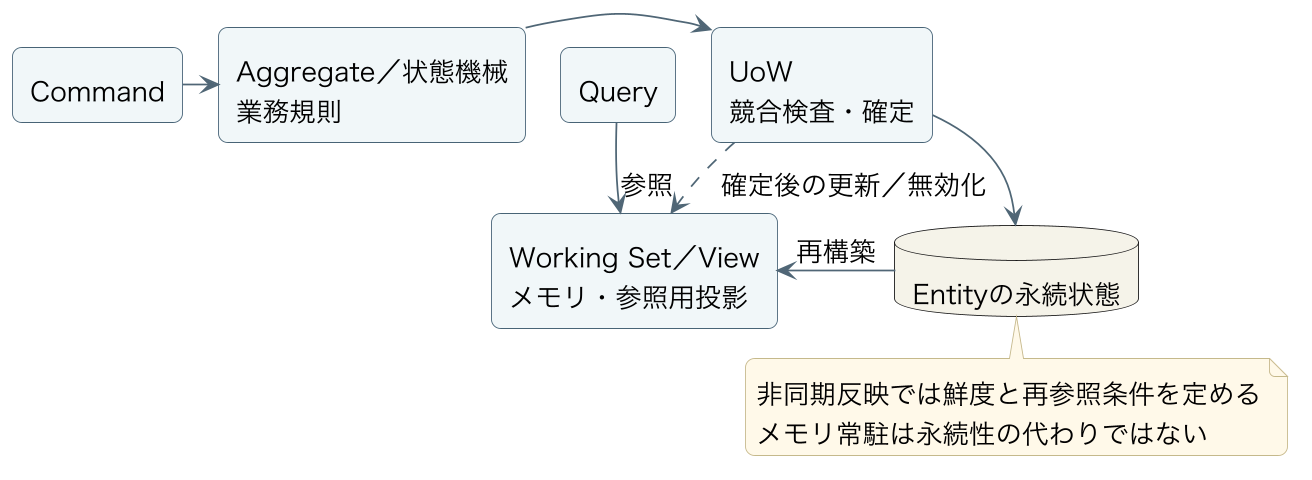 Command
Aggregate／状態機械
業務規則
Query
UoW
競合検査・確定
参照
確定後の更新／無効化
Working Set／View
メモリ・参照用投影
再構築
Entityの永続状態
非同期反映では鮮度と再参照条件を定める
メモリ常駐は永続性の代わりではない